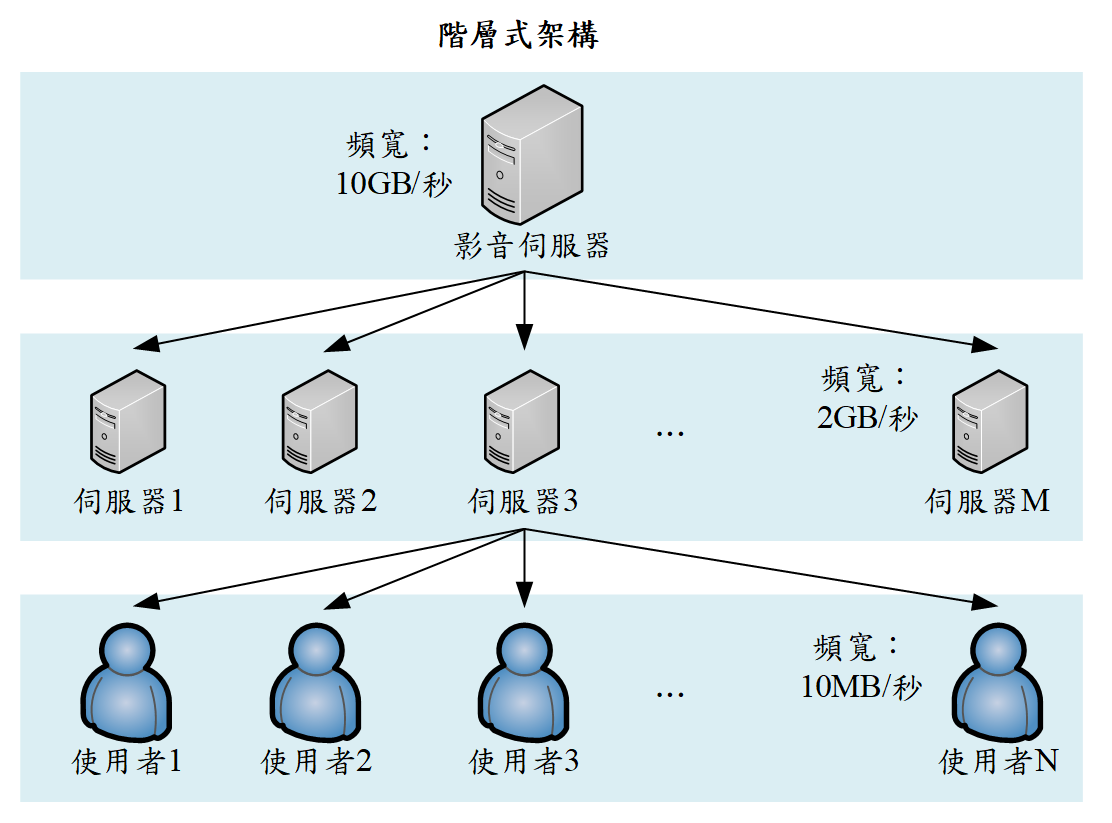 階層式架構
頻寬：
10GB/秒
影音伺服器
頻寬：
2GB/秒
...
伺服器1
伺服器2
伺服器3
伺服器M
頻寬：
10MB/秒
...
使用者1
使用者2
使用者3
使用者N